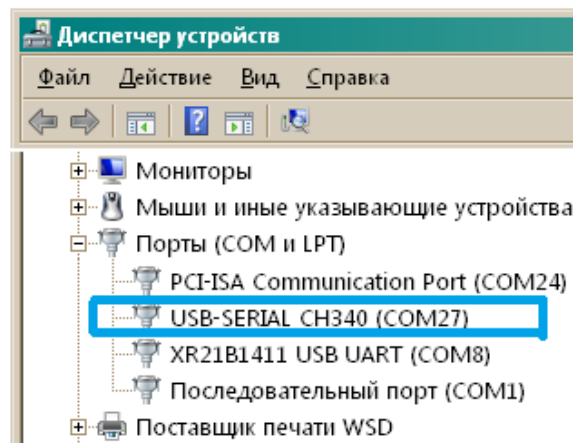 Диспетчер устройств
Файл Действие Вид Справка
Мониторы
Мыши и иные указывающие устройства
Порты (COM и LPT)
PCI-ISA Communication Port (COM24)
USB-SERIAL CH340 (COM27)
XR21B1411 USB UART (COM8)
Последовательный порт (COM1)
Поставщик печати WSD